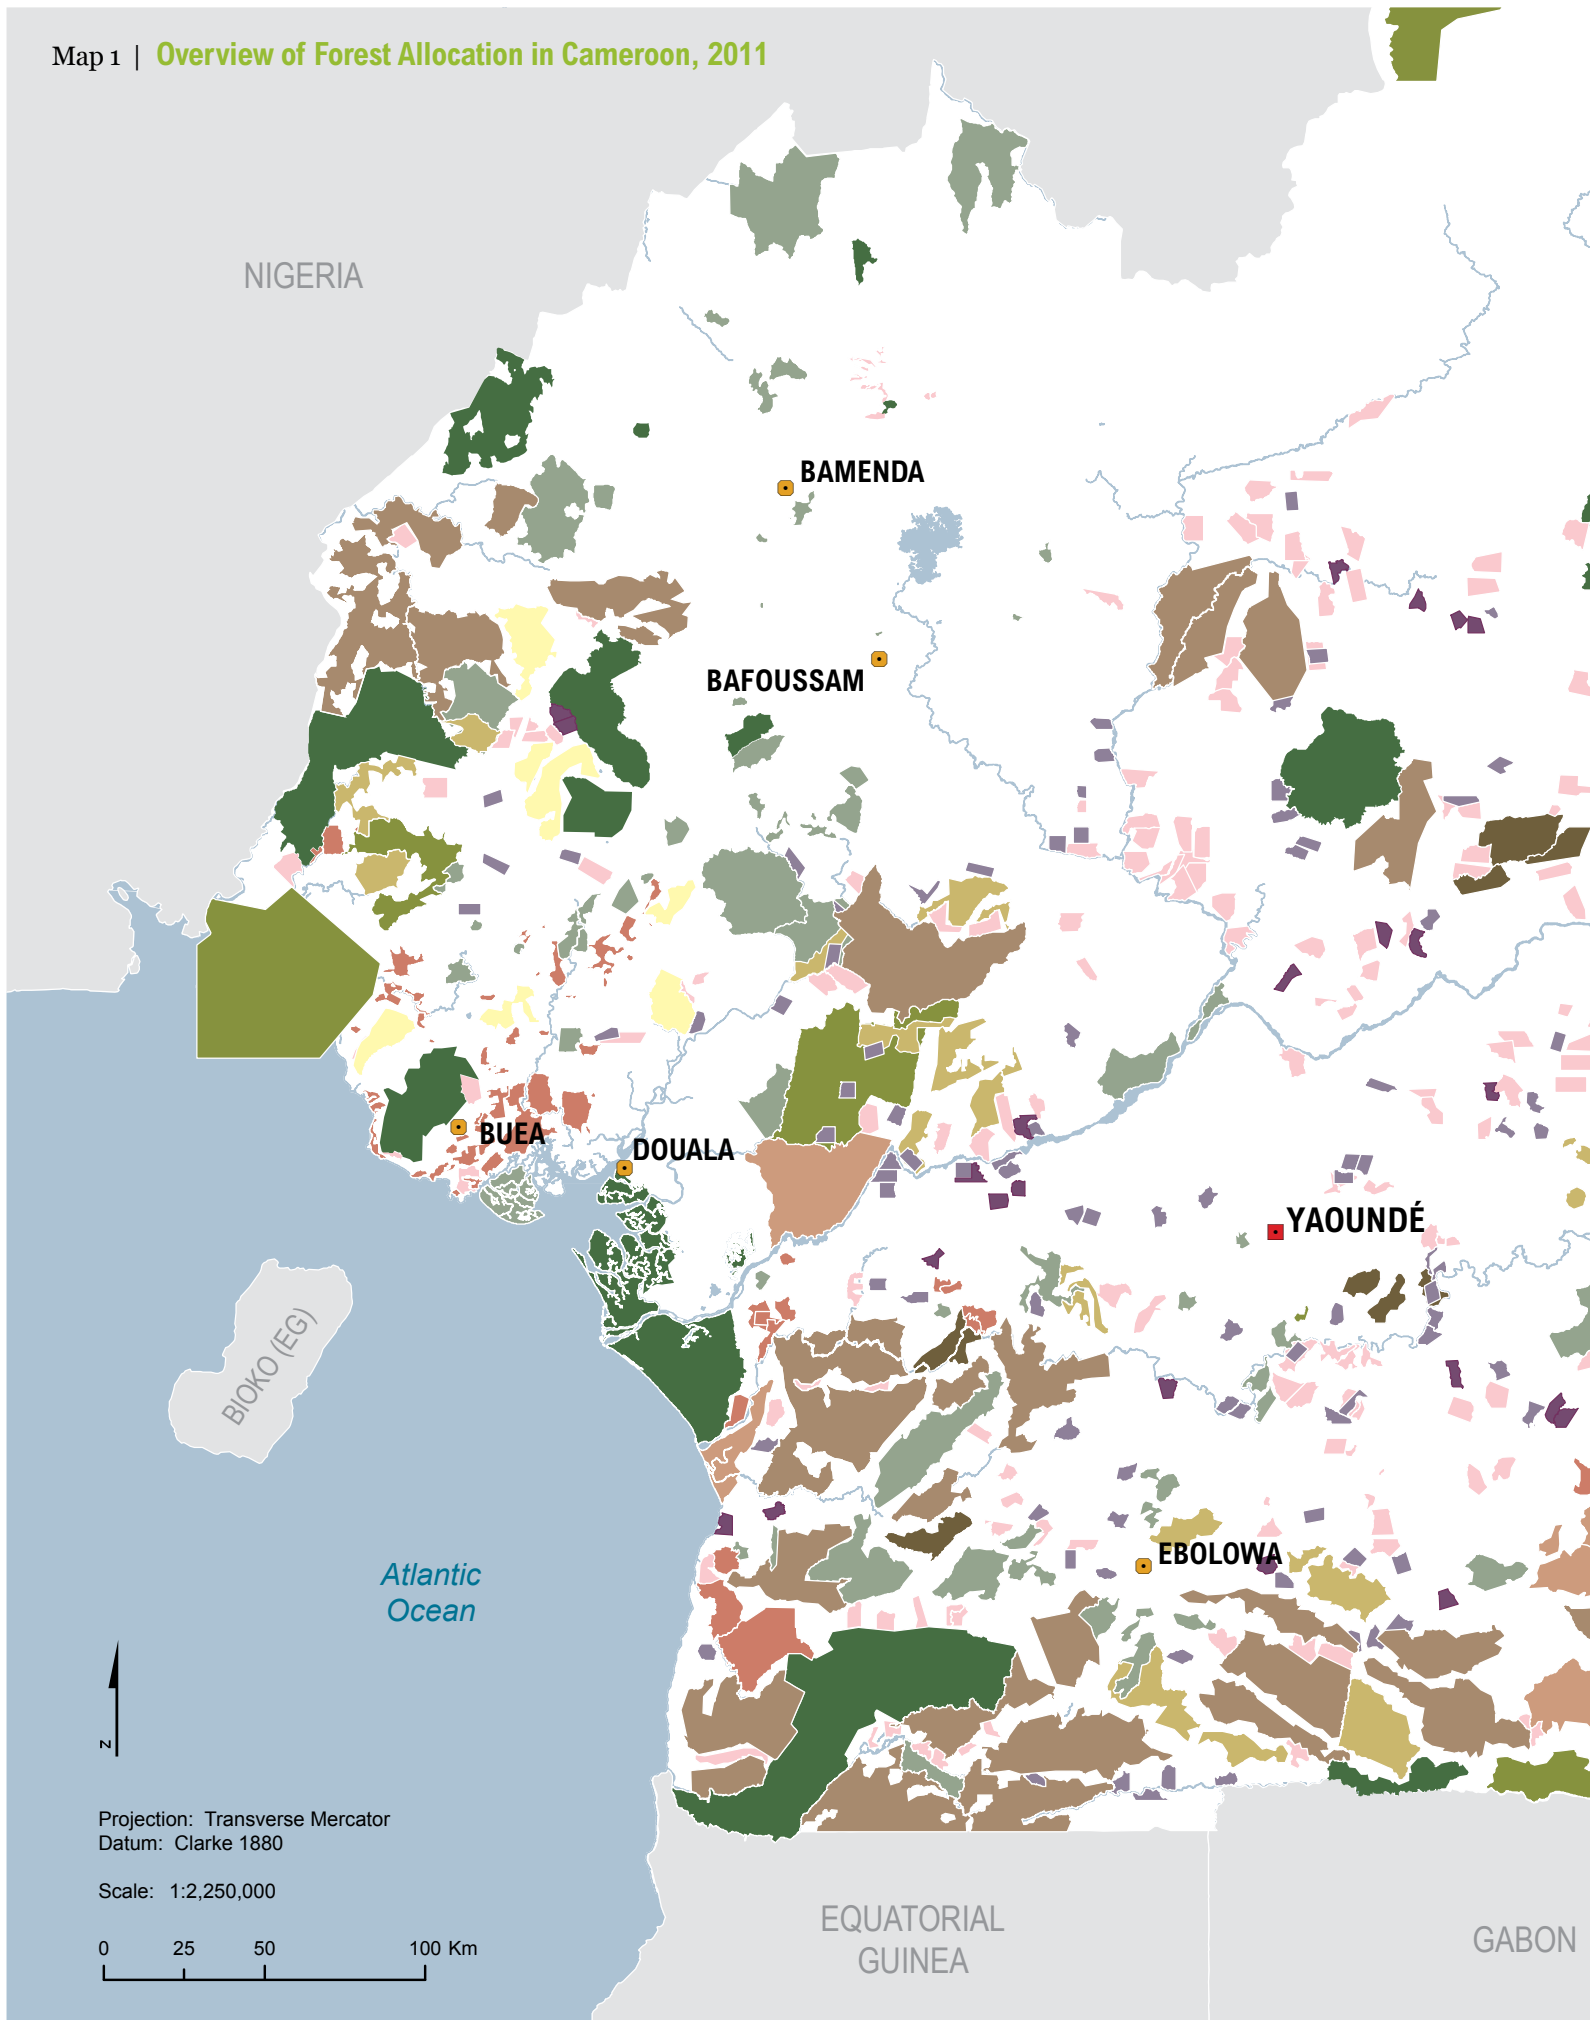 Map 1 | Overview of Forest Allocation in Cameroon, 2011
NIGERIA
BAMENDA
BAFOUSSAM
BUEA
DOUALA
YAOUNDÉ
BIOKO (EG)
EBOLOWA
Atlantic
Ocean
N
Projection: Transverse Mercator
Datum: Clarke 1880
Scale: 1:2,250,000
0 25 50 100 Km
EQUATORIAL
GUINEA
GABON